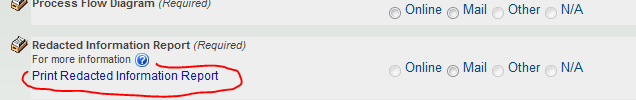 Process Flow Diagram (Required)
Online Mail Other N/A
Redacted Information Report (Required)
For more information ?
Print Redacted Information Report
Online Mail Other N/A